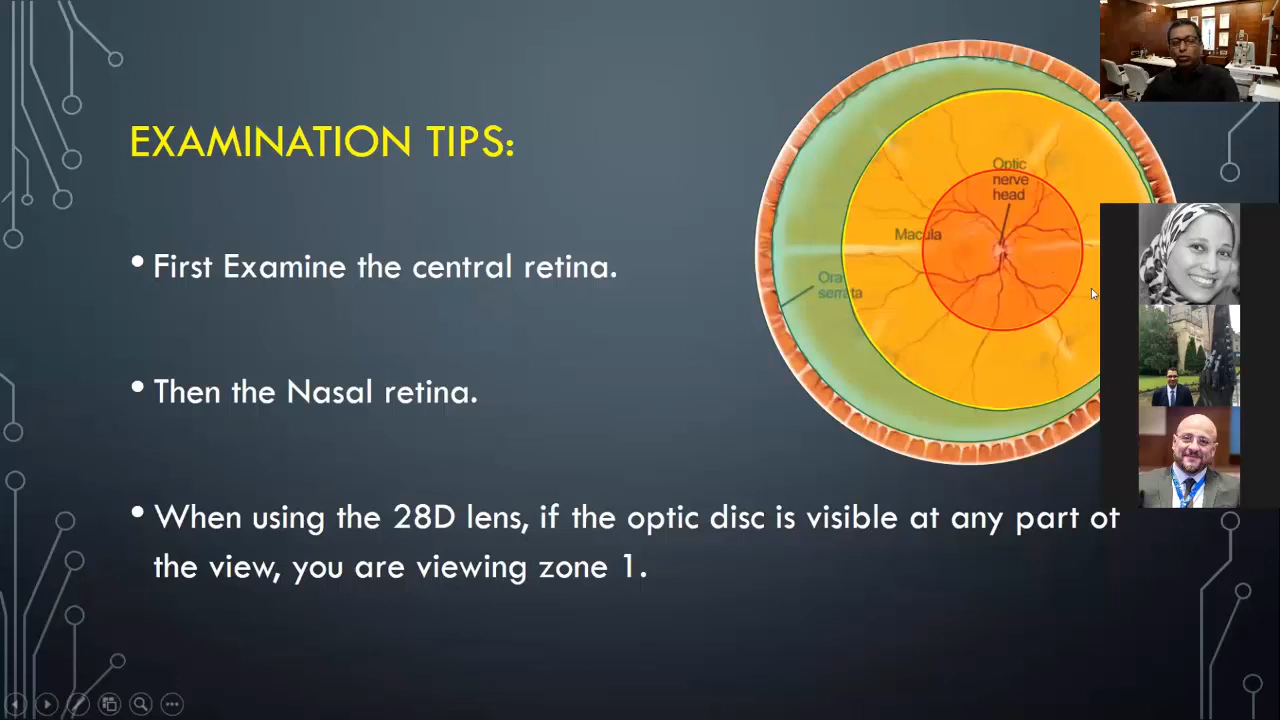 EXAMINATION TIPS:
Optic
nerve
head
Macula
Ora
serrata
• First Examine the central retina.
• Then the Nasal retina.
• When using the 28D lens, if the optic disc is visible at any part of
the view, you are viewing zone 1.